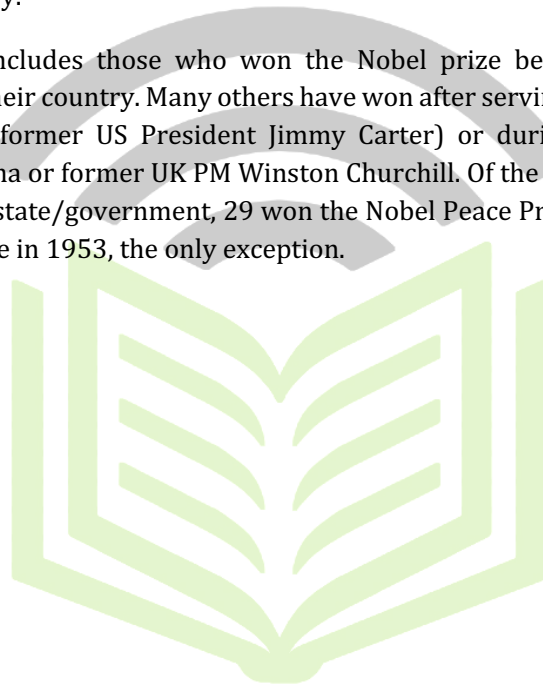 ncludes those who won the Nobel prize be
heir country. Many others have won after servin
former US President Jimmy Carter) or duri
na or former UK PM Winston Churchill. Of the
state/government, 29 won the Nobel Peace Pr
e in 1953, the only exception.